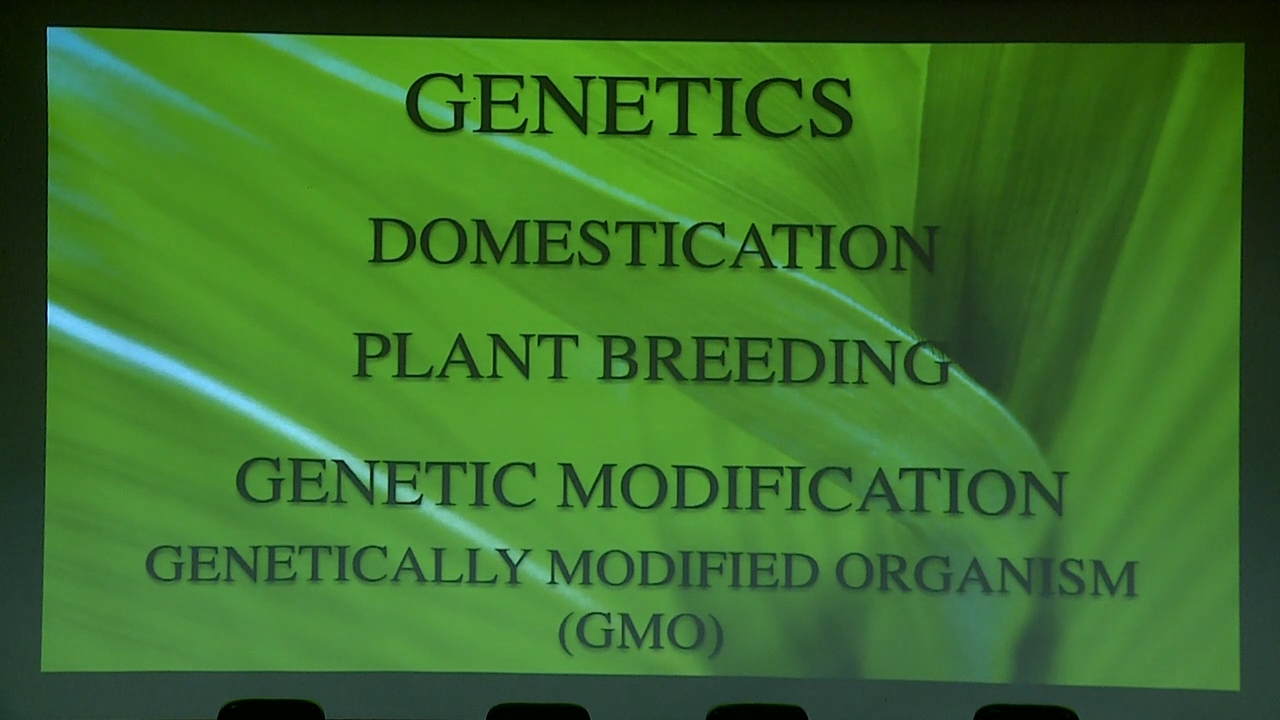 GENETICS
DOMESTICATION
PLANT BREEDING
GENETIC MODIFICATION
GENETICALLY MODIFIED ORGANISM
(GMO)